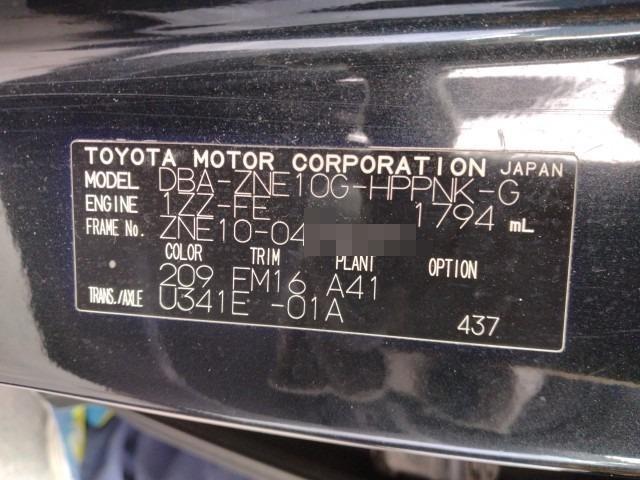 TOYOTA MOTOR CORPORATION JAPAN
MODEL DBA-ZNE10G-HPPNK-G
ENGINE 1ZZ-FE 1794 mL
FRAME No. ZNE10-04
COLOR TRIM PLANT OPTION
209 EM16 A41
TRANS./AXLE U341E -01A
437